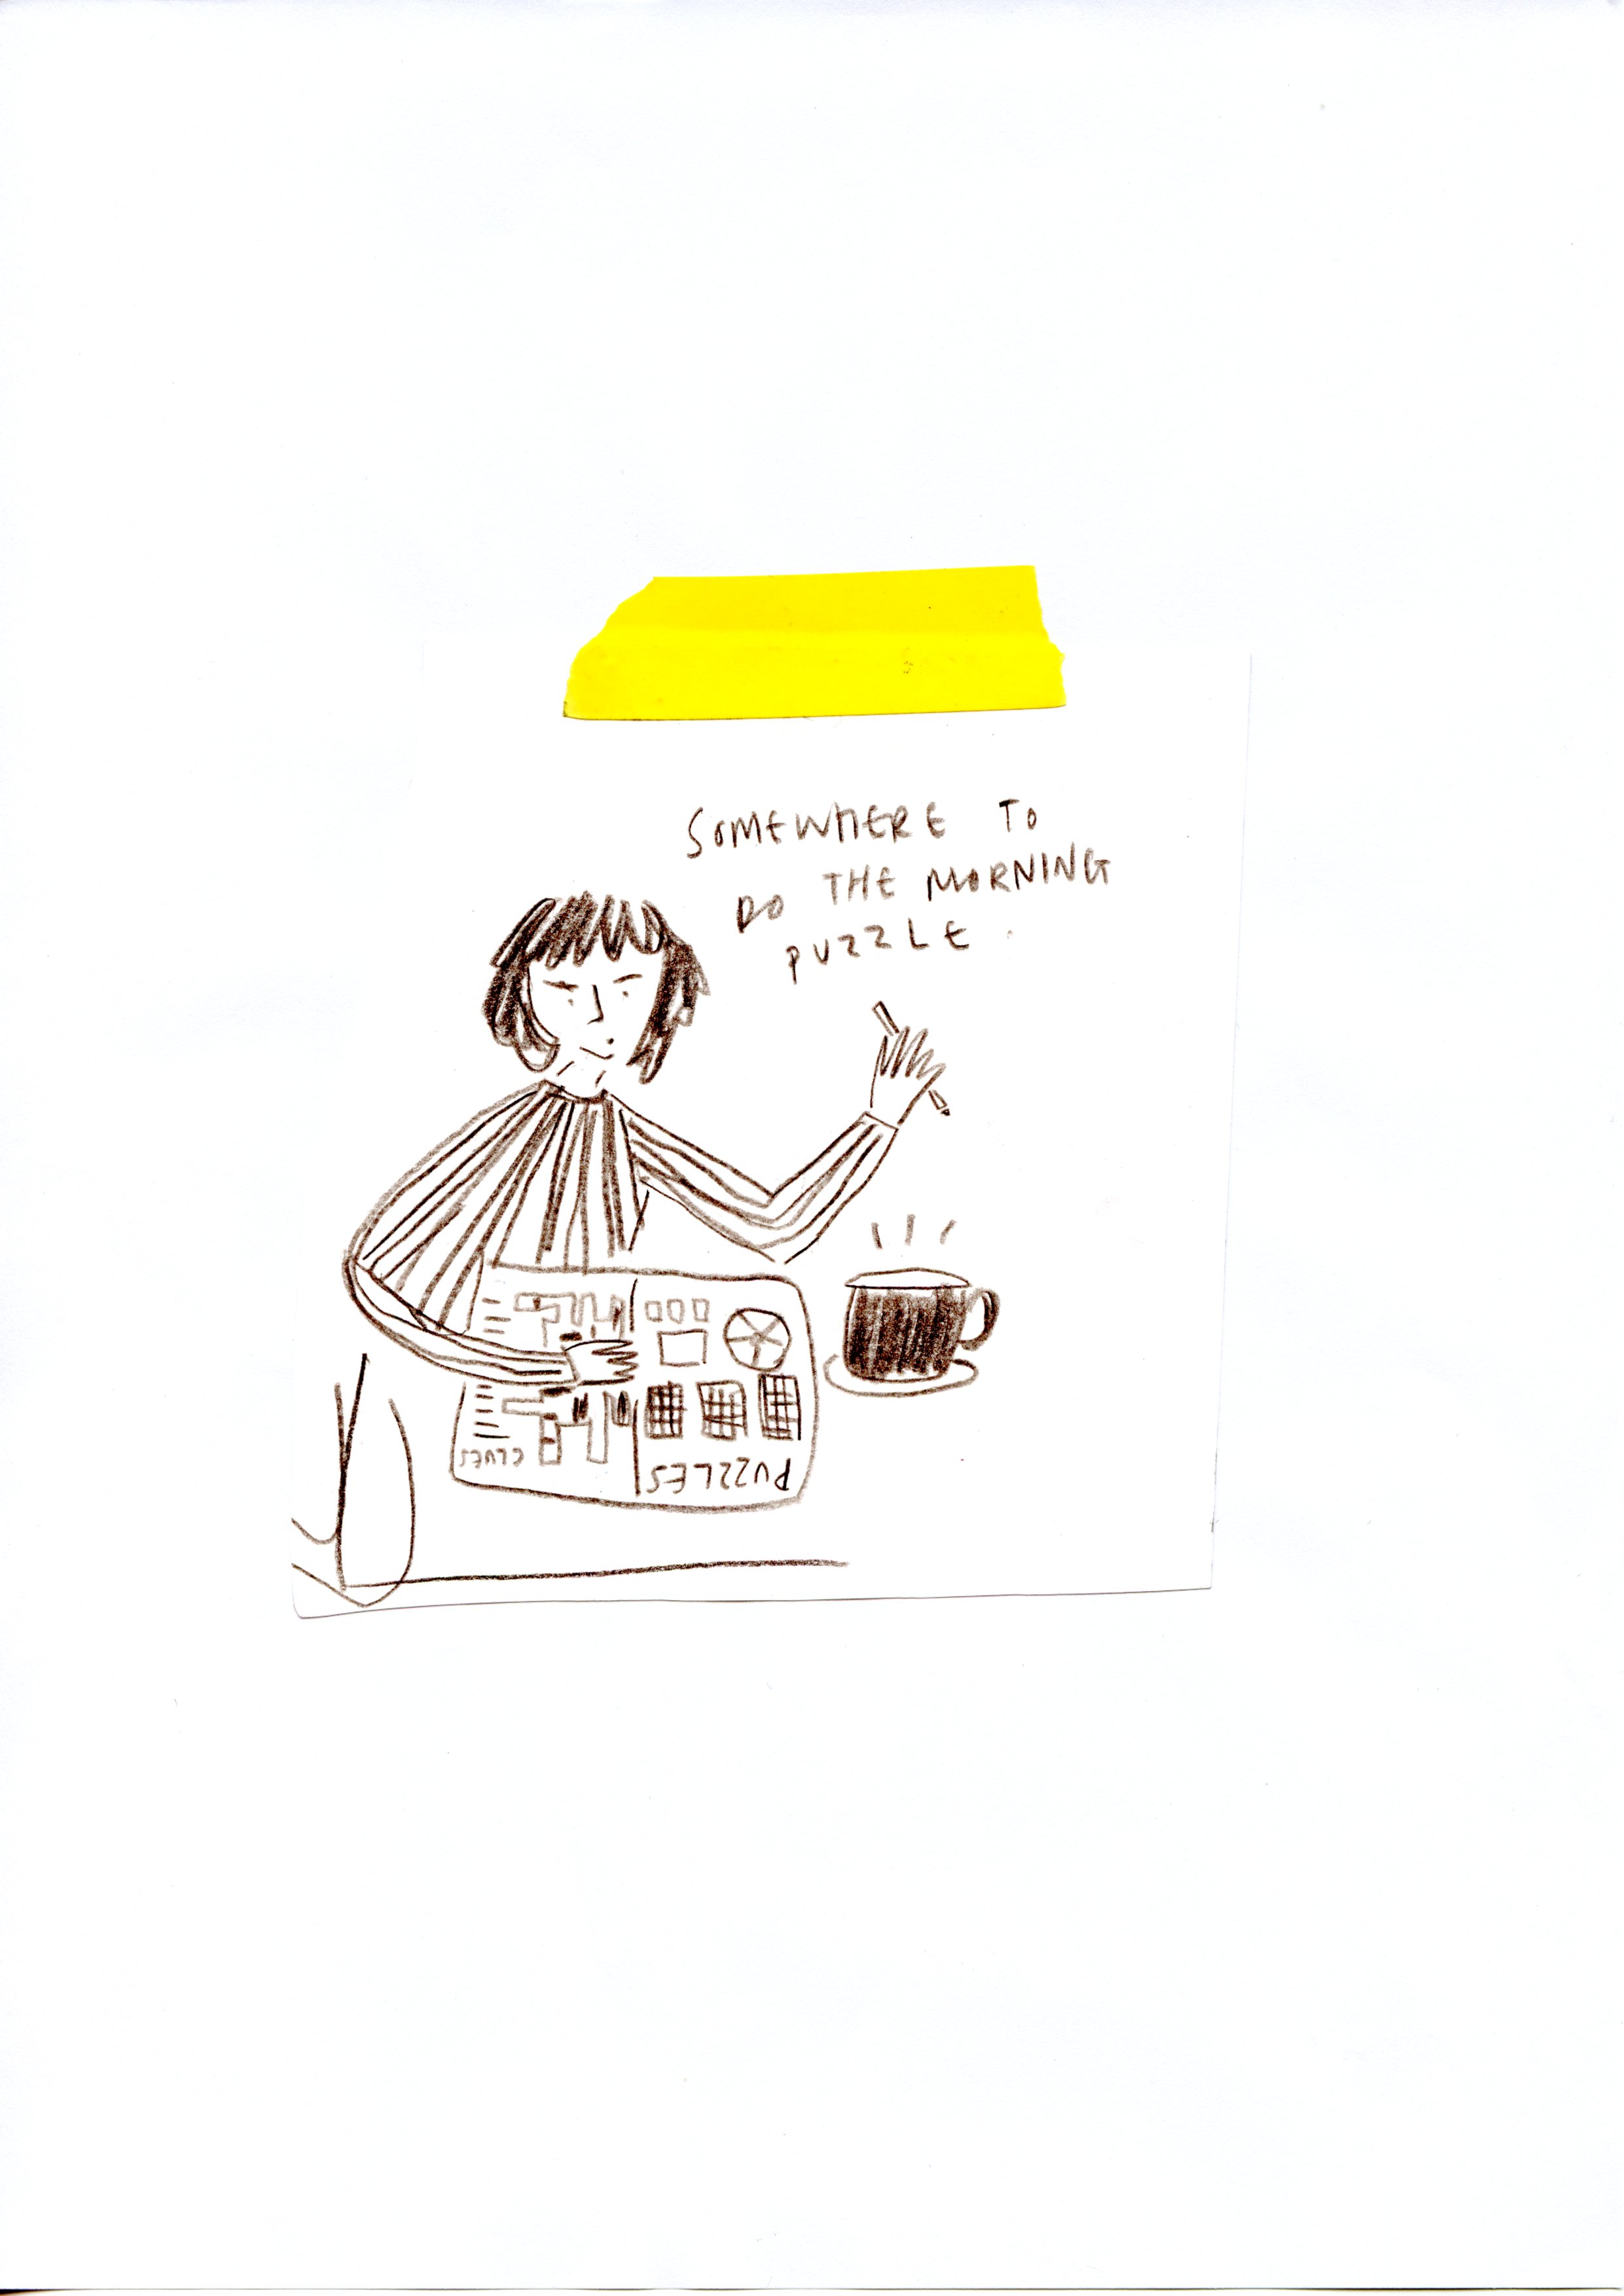 SOMEWHERE TO
DO THE MORNING
PUZZLE.
CLUES
PUZZLES